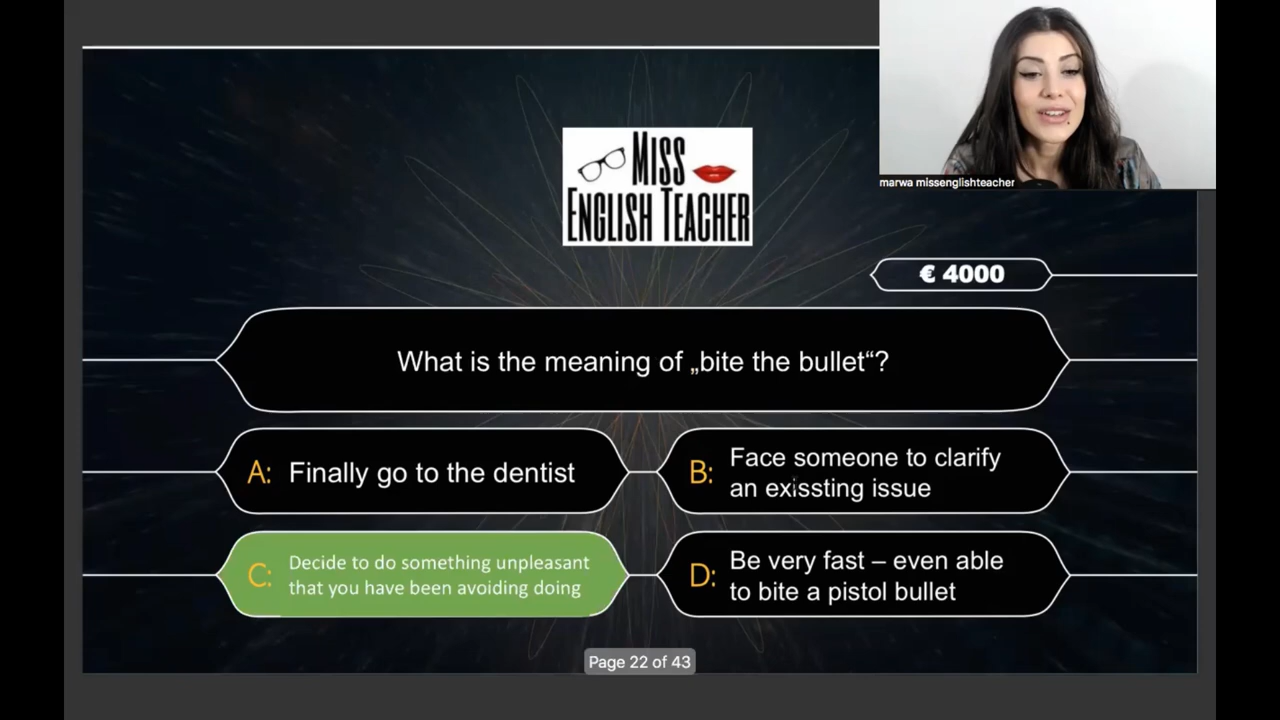 marwa missenglishteacher
MISS
ENGLISH TEACHER
€ 4000
What is the meaning of „bite the bullet“?
A: Finally go to the dentist
B: Face someone to clarify
an exissting issue
C: Decide to do something unpleasant
that you have been avoiding doing
D: Be very fast – even able
to bite a pistol bullet
Page 22 of 43